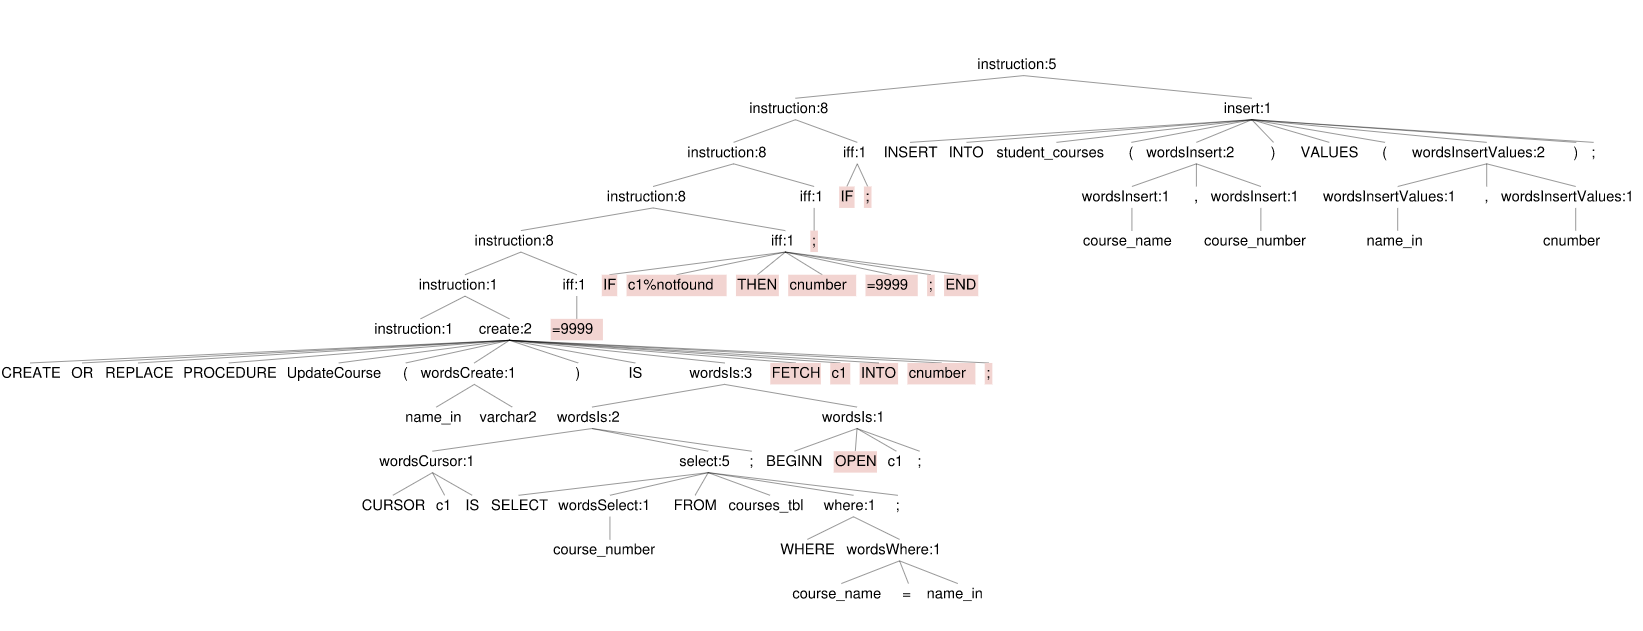 instruction:5
instruction:8 insert:1
instruction:8 iff:1 INSERT INTO student_courses ( wordsInsert:2 ) VALUES ( wordsInsertValues:2 ) ;
instruction:8 iff:1 IF ; wordsInsert:1 , wordsInsert:1 wordsInsertValues:1 , wordsInsertValues:1
instruction:8 iff:1 ; course_name course_number name_in cnumber
instruction:1 iff:1 IF c1%notfound THEN cnumber =9999 ; END
instruction:1 create:2 =9999
CREATE OR REPLACE PROCEDURE UpdateCourse ( wordsCreate:1 ) IS wordsIs:3 FETCH c1 INTO cnumber ;
name_in varchar2 wordsIs:2 wordsIs:1
wordsCursor:1 select:5 ; BEGINN OPEN c1 ;
CURSOR c1 IS SELECT wordsSelect:1 FROM courses_tbl where:1 ;
course_number WHERE wordsWhere:1
course_name = name_in